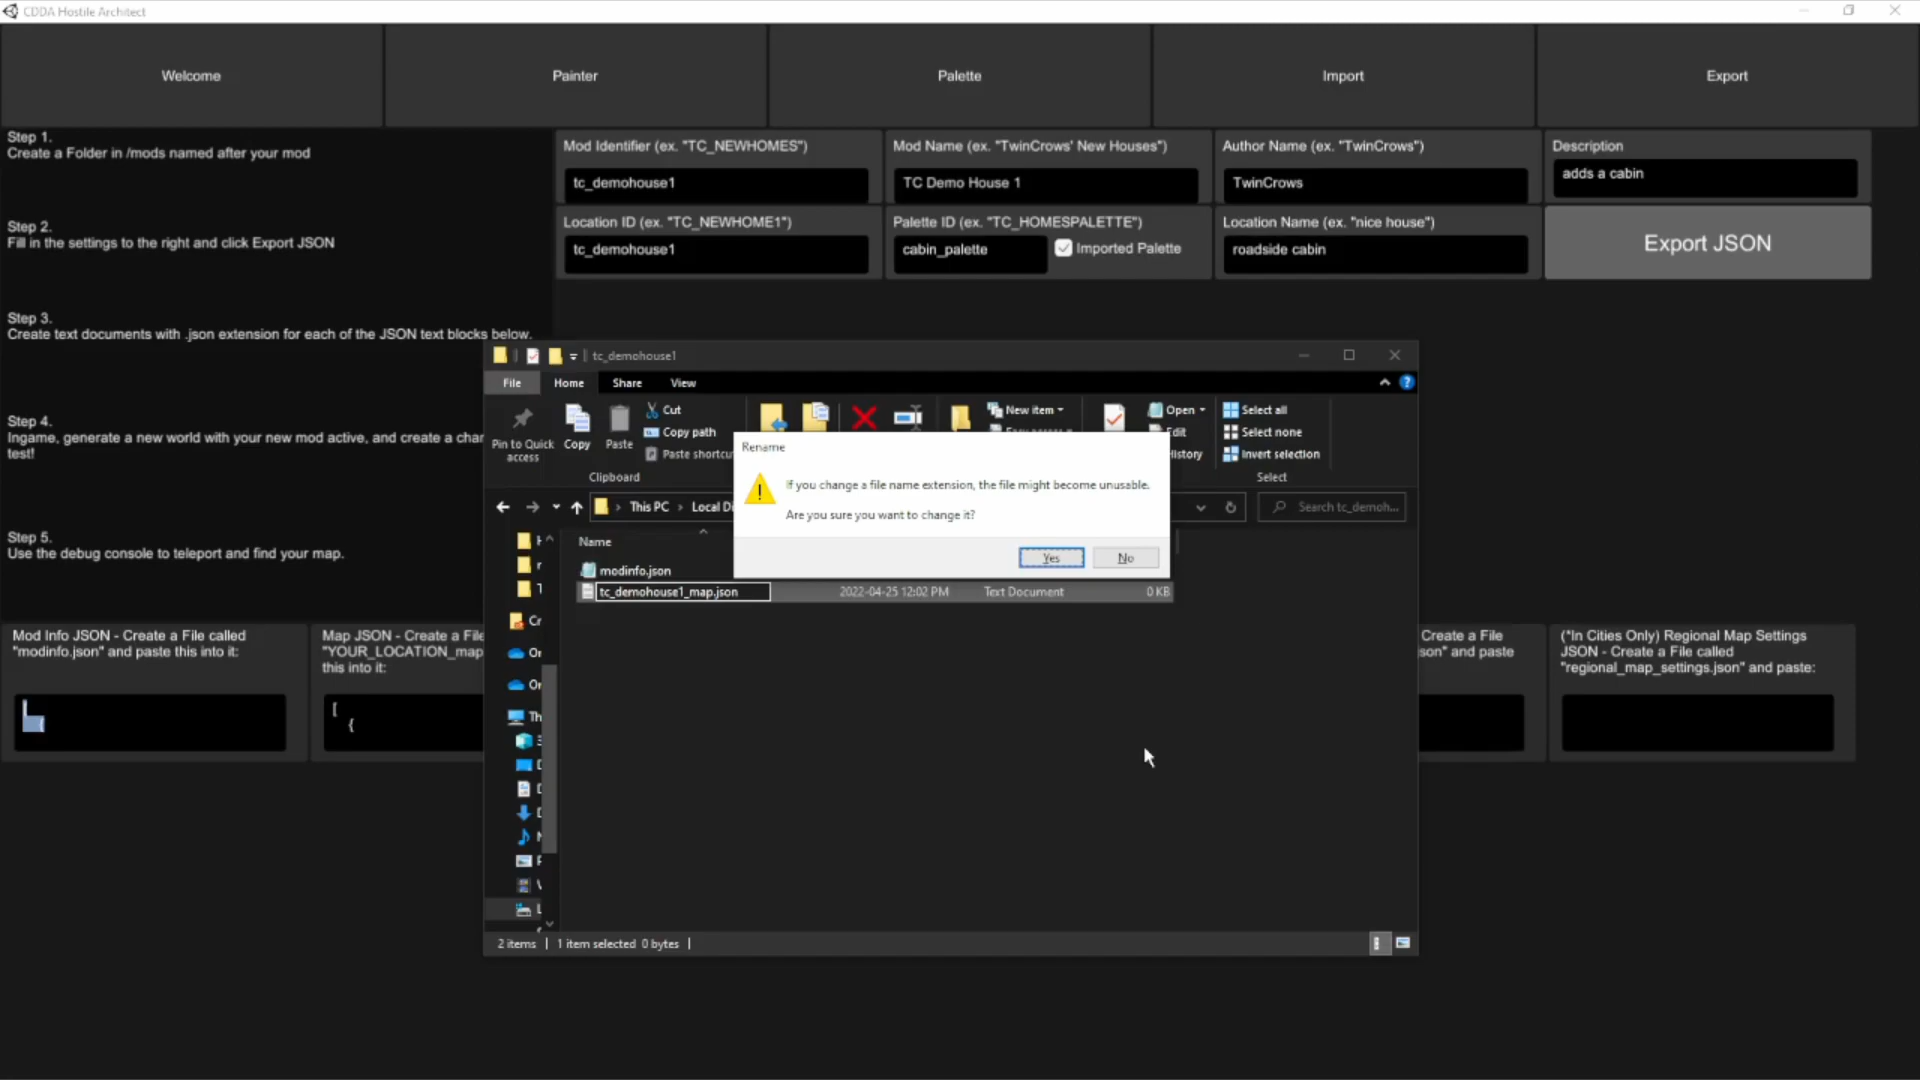 CDDA Hostile Architect
Welcome
Painter
Palette
Import
Export
Step 1.
Create a Folder in /mods named after your mod
Step 2.
Fill in the settings to the right and click Export JSON
Step 3.
Create text documents with .json extension for each of the JSON text blocks below.
Step 4.
Ingame, generate a new world with your new mod active, and create a char
test!
Step 5.
Use the debug console to teleport and find your map.
Mod Identifier (ex. "TC_NEWHOMES")
tc_demohouse1
Mod Name (ex. "TwinCrows' New Houses")
TC Demo House 1
Author Name (ex. "TwinCrows")
TwinCrows
Description
adds a cabin
Location ID (ex. "TC_NEWHOME1")
tc_demohouse1
Palette ID (ex. "TC_HOMESPALETTE")
cabin_palette
Imported Palette
Location Name (ex. "nice house")
roadside cabin
Export JSON
tc_demohouse1
File
Home
Share
View
Pin to Quick
access
Copy
Paste
Cut
Copy path
Paste shortcu
Clipboard
New item
Open
Edit
History
Select all
Select none
Invert selection
Select
This PC
Local Di
Search tc_demoh...
Rename
If you change a file name extension, the file might become unusable.
Are you sure you want to change it?
Yes
No
Name
modinfo.json
tc_demohouse1_map.json
2022-04-25 12:02 PM
Text Document
0 KB
Cr
On
On
Th
2 items
1 item selected 0 bytes
Mod Info JSON - Create a File called
"modinfo.json" and paste this into it:
[
{
Map JSON - Create a File
"YOUR_LOCATION_map
this into it:
[
{
Create a File
son" and paste
(*In Cities Only) Regional Map Settings
JSON - Create a File called
"regional_map_settings.json" and paste: